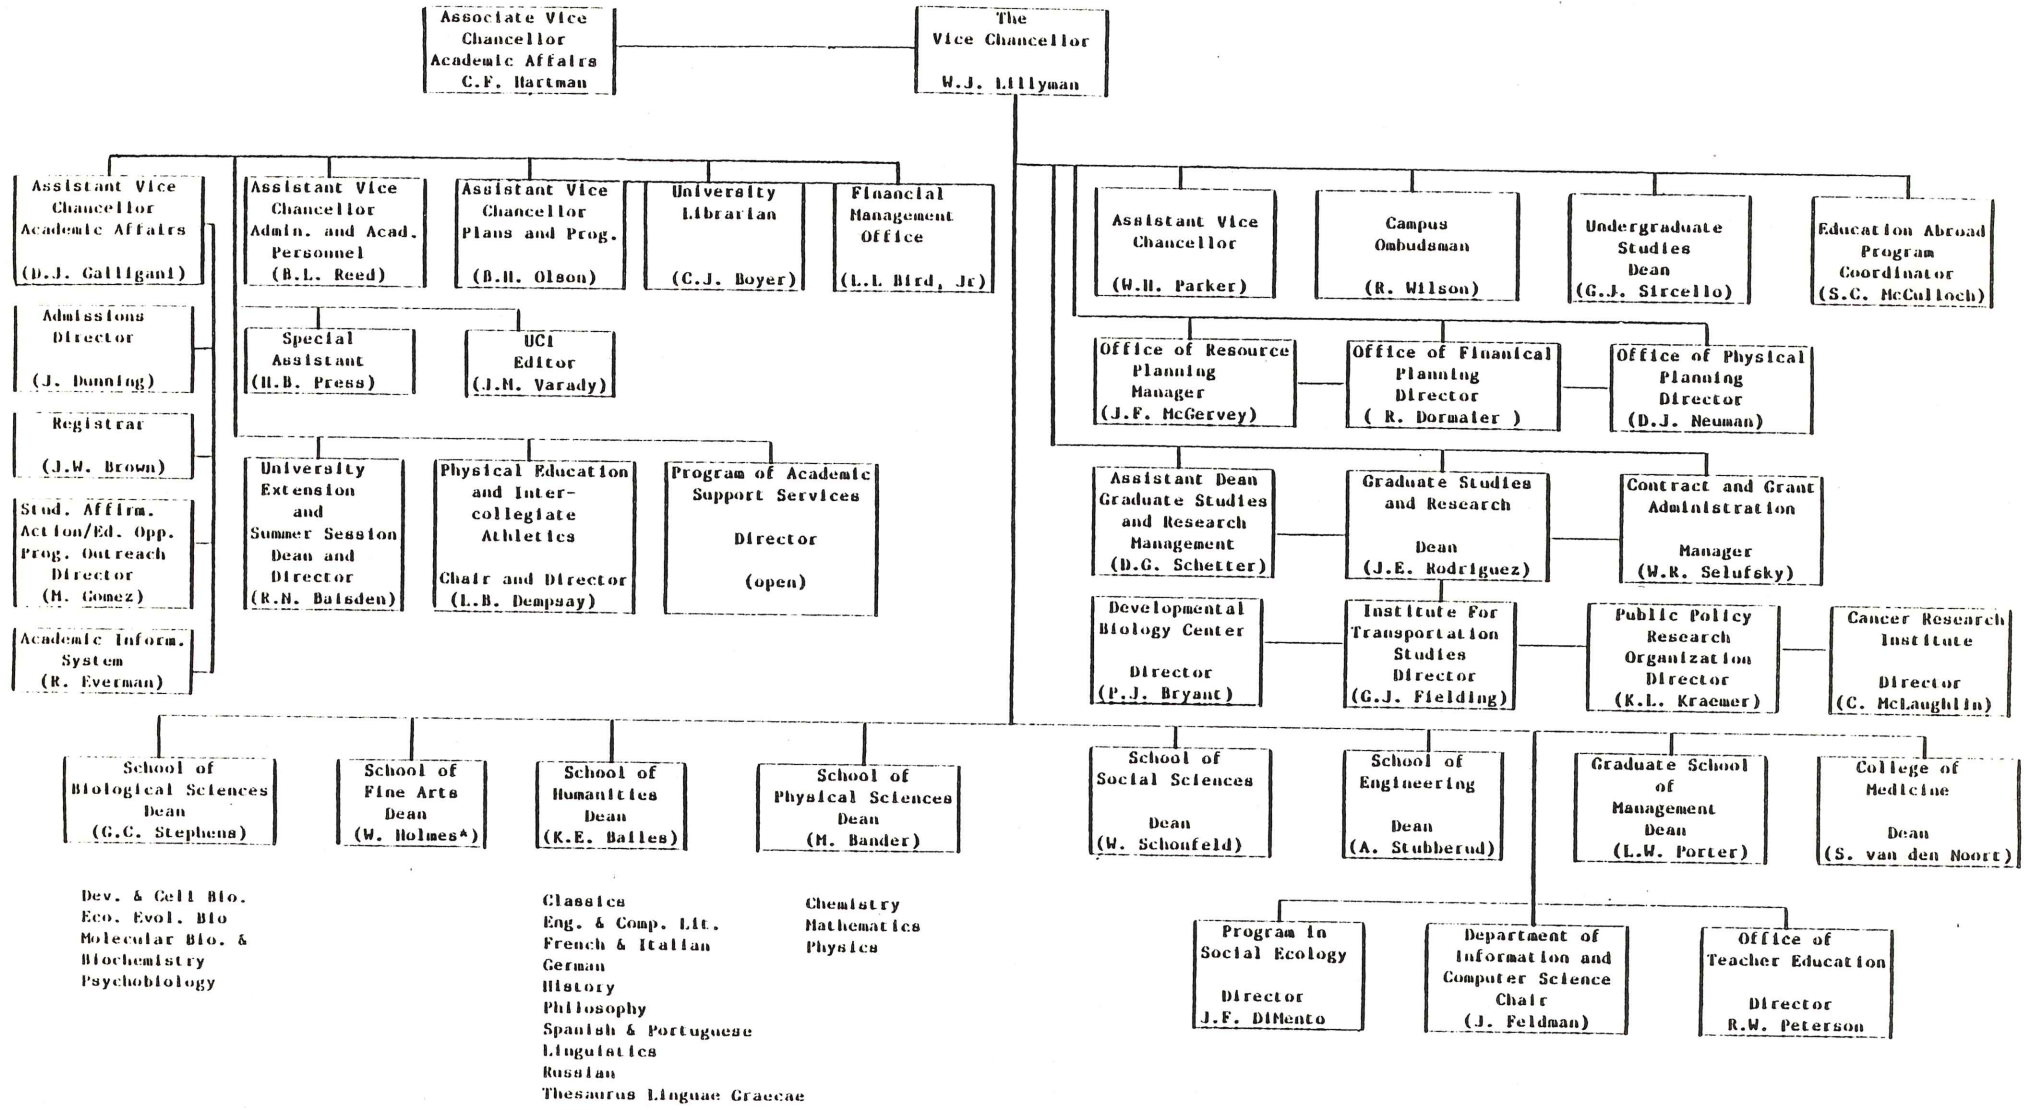 Associate Vice
Chancellor
Academic Affairs
C.F. Hartman
The
Vice Chancellor
W.J. Lillyman
Assistant Vice
Chancellor
Academic Affairs
(D.J. Galligani)
Assistant Vice
Chancellor
Admin. and Acad.
Personnel
(B.L. Reed)
Assistant Vice
Chancellor
Plans and Prog.
(B.H. Olson)
University
Librarian
(C.J. Boyer)
Financial
Management
Office
(L.L Bird, Jr)
Assistant Vice
Chancellor
(W.H. Parker)
Campus
Ombudsman
(R. Wilson)
Undergraduate
Studies
Dean
(G.J. Sircello)
Education Abroad
Program
Coordinator
(S.C. McCulloch)
Admissions
Director
(J. Dunning)
Special
Assistant
(H.B. Press)
UCI
Editor
(J.M. Varady)
Office of Resource
Planning
Manager
(J.F. McGervey)
Office of Finanical
Planning
Director
( R. Dormaier )
Office of Physical
Planning
Director
(D.J. Neuman)
Registrar
(J.W. Brown)
Stud. Affirm.
Action/Ed. Opp.
Prog. Outreach
Director
(M. Gomez)
Academic Inform.
System
(R. Everman)
University
Extension
and
Summer Session
Dean and
Director
(R.N. Baisden)
Physical Education
and Inter-
collegiate
Athletics
Chair and Director
(L.B. Dempsay)
Program of Academic
Support Services
Director
(open)
Assistant Dean
Graduate Studies
and Research
Management
(D.G. Schetter)
Graduate Studies
and Research
Dean
(J.E. Rodriguez)
Contract and Grant
Administration
Manager
(W.R. Selufsky)
Developmental
Biology Center
Director
(P.J. Bryant)
Institute For
Transportation
Studies
Director
(G.J. Fielding)
Public Policy
Research
Organization
Director
(K.L. Kraemer)
Cancer Research
Institute
Director
(C. McLaughlin)
School of
Biological Sciences
Dean
(G.C. Stephens)
School of
Fine Arts
Dean
(W. Holmes*)
School of
Humanities
Dean
(K.E. Bailes)
School of
Physical Sciences
Dean
(M. Bander)
School of
Social Sciences
Dean
(W. Schonfeld)
School of
Engineering
Dean
(A. Stubberud)
Graduate School
of
Management
Dean
(L.W. Porter)
College of
Medicine
Dean
(S. van den Noort)
Dev. & Cell Bio.
Eco. Evol. Bio
Molecular Bio. &
Biochemistry
Psychobiology
Classics
Eng. & Comp. Lit.
French & Italian
German
History
Philosophy
Spanish & Portuguese
Linguistics
Russian
Thesaurus Linguae Graecae
Chemistry
Mathematics
Physics
Program in
Social Ecology
Director
J.F. DiMento
Department of
Information and
Computer Science
Chair
(J. Feldman)
Office of
Teacher Education
Director
R.W. Peterson